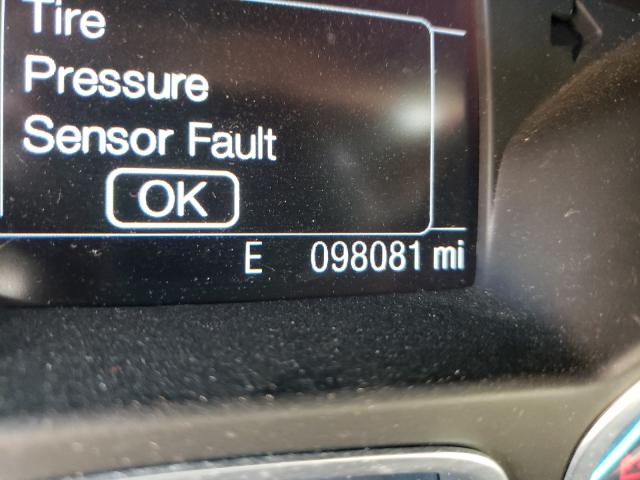 Tire
Pressure
Sensor Fault
OK
E 098081 mi